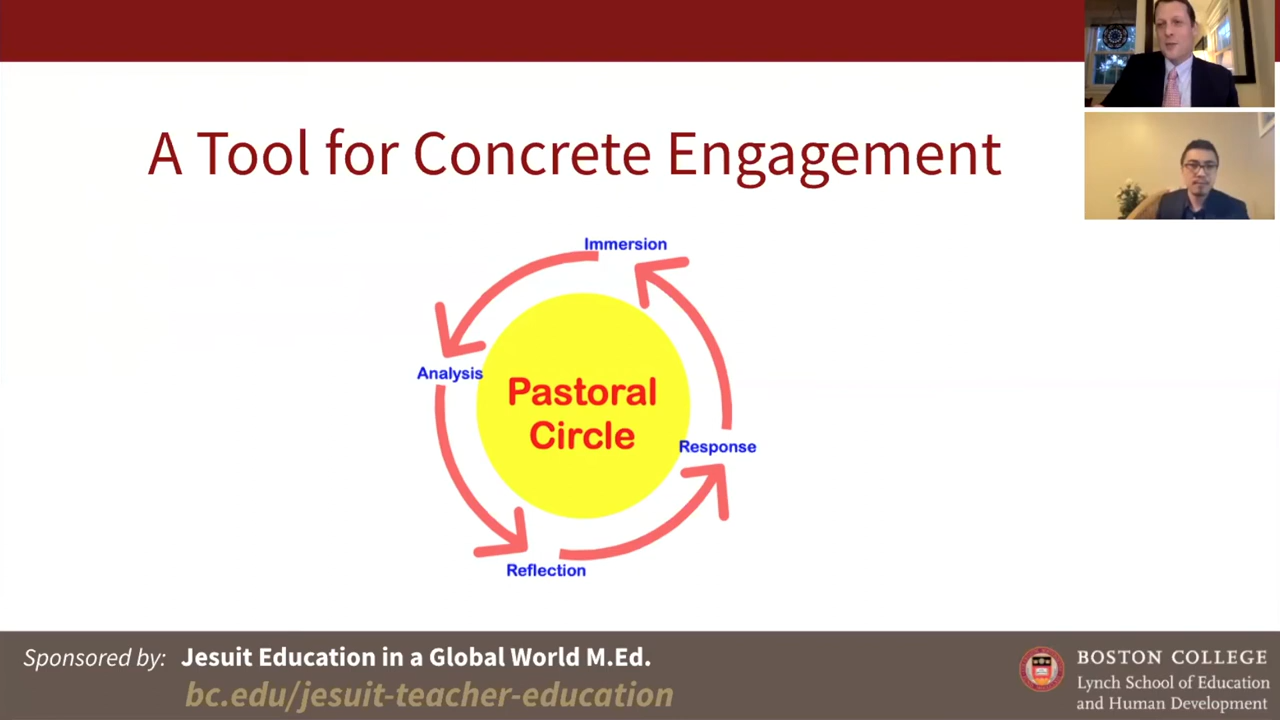 A Tool for Concrete Engagement
Immersion
Analysis
Pastoral
Circle
Response
Reflection
Sponsored by: Jesuit Education in a Global World M.Ed.
bc.edu/jesuit-teacher-education
BOSTON COLLEGE
Lynch School of Education
and Human Development